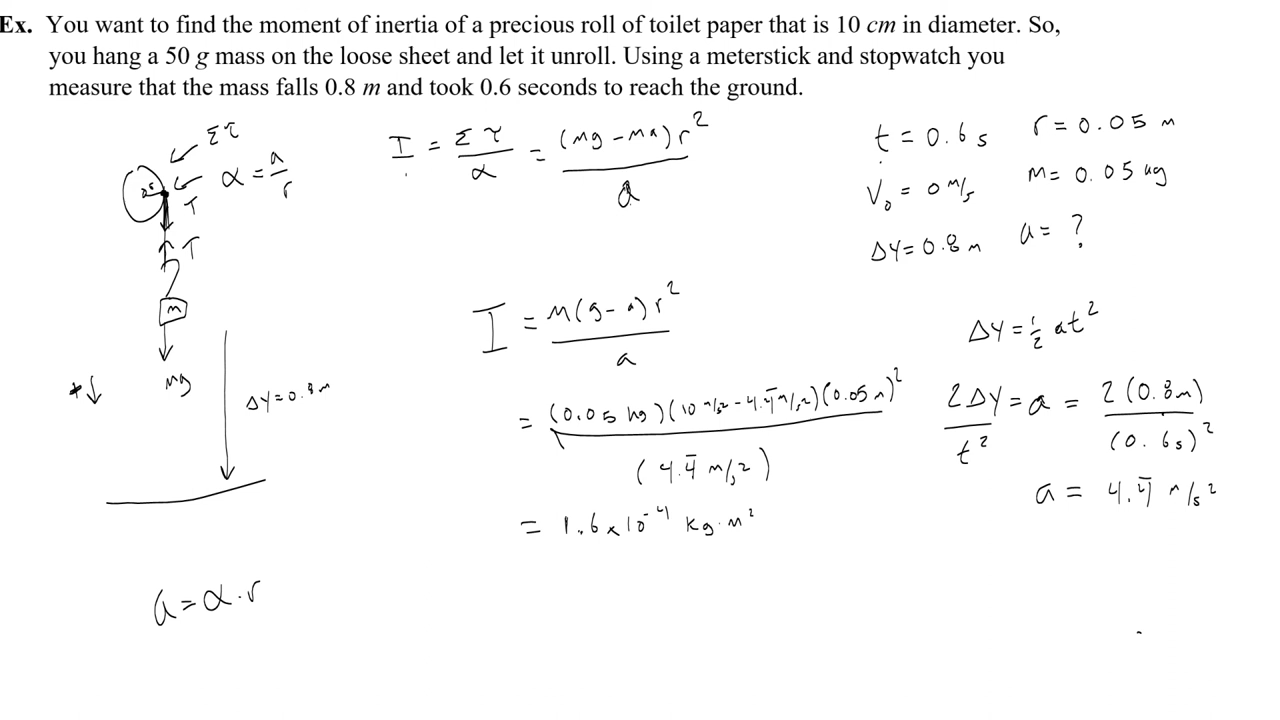 Ex. You want to find the moment of inertia of a precious roll of toilet paper that is 10 cm in diameter. So,
you hang a 50 g mass on the loose sheet and let it unroll. Using a meterstick and stopwatch you
measure that the mass falls 0.8 m and took 0.6 seconds to reach the ground.
Στ
α = a/r
T
T
m
mg
+↓
Δy=0.8m
a = α·r
I = Στ/α = (mg-ma)r²/a
I = m(g-a)r²/a
= (0.05 kg)(10 m/s² - 4.4̄ m/s²)(0.05 m)²
(4.4̄ m/s²)
= 1.6 x 10⁻⁴ kg·m²
t = 0.6 s r = 0.05 m
V₀ = 0 m/s m = 0.05 kg
Δy = 0.8 m a = ?
Δy = ½ at²
2Δy/t² = a = 2(0.8m)/(0.6s)²
a = 4.4̄ m/s²